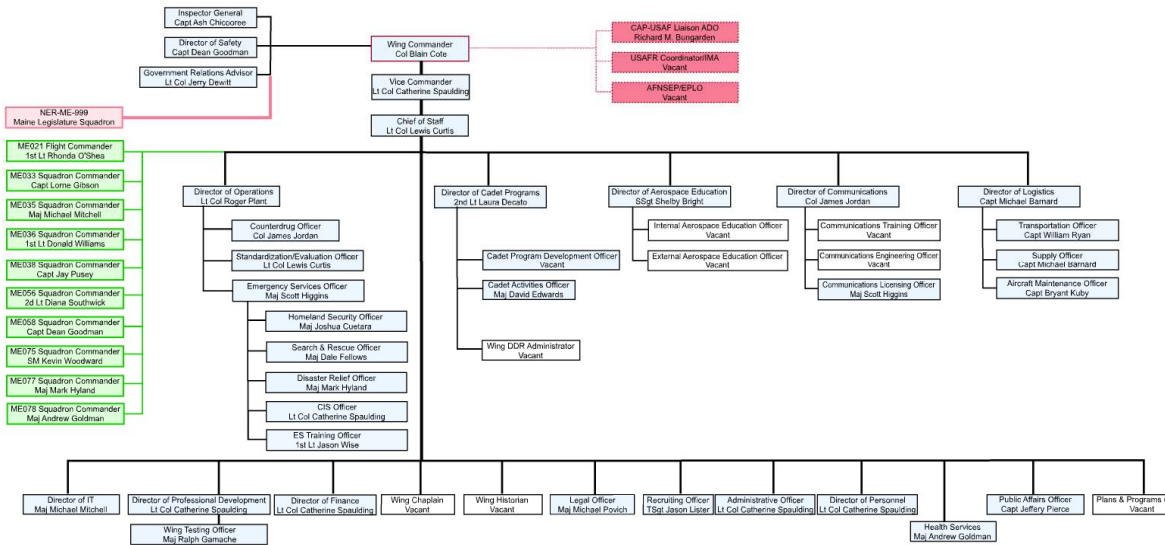 Inspector General
Capt Ash Chicooree
Director of Safety
Capt Dean Goodman
Government Relations Advisor
Lt Col Jerry Dewitt
NER-ME-999
Maine Legislature Squadron
Wing Commander
Col Blain Cote
Vice Commander
Lt Col Catherine Spaulding
Chief of Staff
Lt Col Lewis Curtis
CAP-USAF Liaison ADO
Richard M. Bungarden
USAFR Coordinator/IMA
Vacant
AFNSEP/EPLO
Vacant
ME021 Flight Commander
1st Lt Rhonda O'Shea
ME033 Squadron Commander
Capt Lorne Gibson
ME035 Squadron Commander
Maj Michael Mitchell
ME036 Squadron Commander
1st Lt Donald Williams
ME038 Squadron Commander
Capt Jay Pusey
ME056 Squadron Commander
2d Lt Diana Southwick
ME058 Squadron Commander
Capt Dean Goodman
ME075 Squadron Commander
SM Kevin Woodward
ME077 Squadron Commander
Maj Mark Hyland
ME078 Squadron Commander
Maj Andrew Goldman
Director of Operations
Lt Col Roger Plant
Counterdrug Officer
Col James Jordan
Standardization/Evaluation Officer
Lt Col Lewis Curtis
Emergency Services Officer
Maj Scott Higgins
Homeland Security Officer
Maj Joshua Cuetara
Search & Rescue Officer
Maj Dale Fellows
Disaster Relief Officer
Maj Mark Hyland
CIS Officer
Lt Col Catherine Spaulding
ES Training Officer
1st Lt Jason Wise
Director of Cadet Programs
2nd Lt Laura Decato
Cadet Program Development Officer
Vacant
Cadet Activities Officer
Maj David Edwards
Wing DDR Administrator
Vacant
Director of Aerospace Education
SSgt Shelby Bright
Internal Aerospace Education Officer
Vacant
External Aerospace Education Officer
Vacant
Director of Communications
Col James Jordan
Communications Training Officer
Vacant
Communications Engineering Officer
Vacant
Communications Licensing Officer
Maj Scott Higgins
Director of Logistics
Capt Michael Barnard
Transportation Officer
Capt William Ryan
Supply Officer
Capt Michael Barnard
Aircraft Maintenance Officer
Capt Bryant Kuby
Director of IT
Maj Michael Mitchell
Director of Professional Development
Lt Col Catherine Spaulding
Wing Testing Officer
Maj Ralph Gamache
Director of Finance
Lt Col Catherine Spaulding
Wing Chaplain
Vacant
Wing Historian
Vacant
Legal Officer
Maj Michael Povich
Recruiting Officer
TSgt Jason Lister
Administrative Officer
Lt Col Catherine Spaulding
Director of Personnel
Lt Col Catherine Spaulding
Health Services
Maj Andrew Goldman
Public Affairs Officer
Capt Jeffery Pierce
Plans & Programs
Vacant